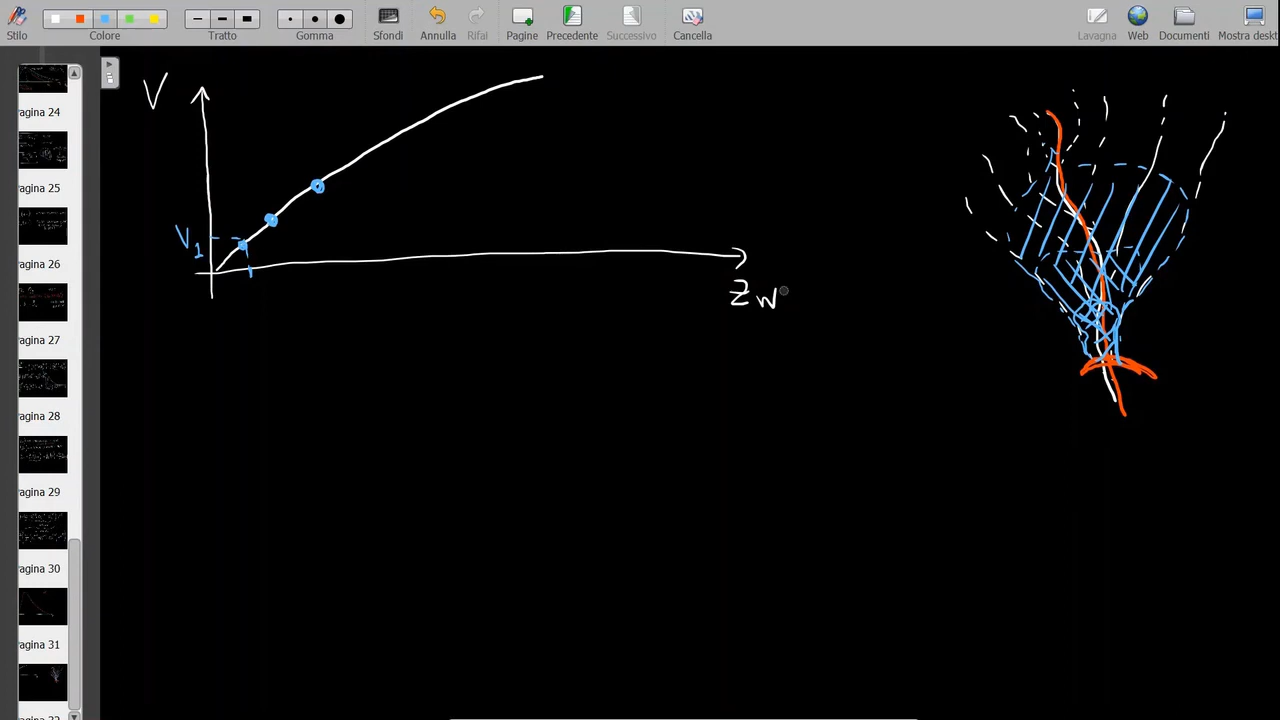 Stilo
Colore
Tratto
Gomma
Sfondi
Annulla
Rifai
Pagine
Precedente
Successivo
Cancella
Lavagna
Web
Documenti
Mostra deskt
agina 24
agina 25
agina 26
agina 27
agina 28
agina 29
agina 30
agina 31
V
V1
Zw